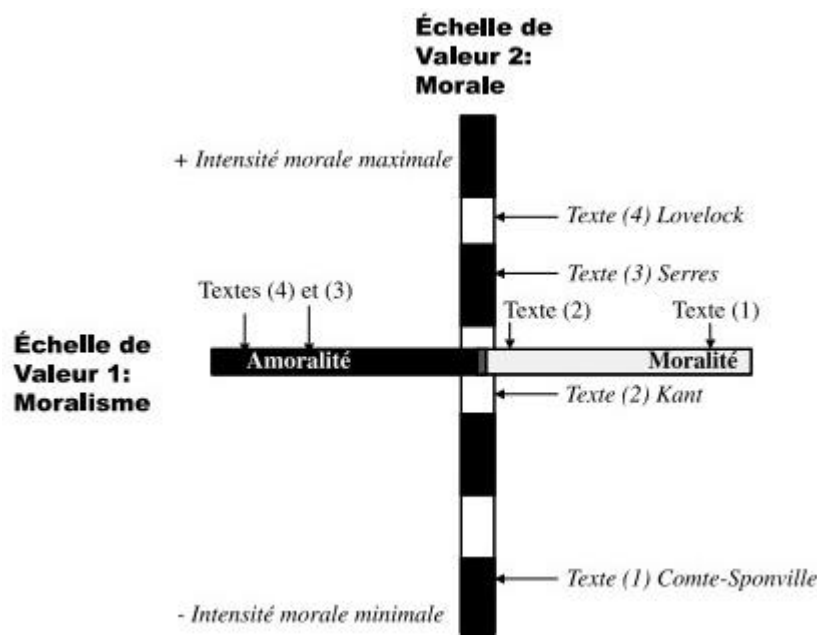 Échelle de
Valeur 2:
Morale
+ Intensité morale maximale
Texte (4) Lovelock
Texte (3) Serres
Textes (4) et (3)
Texte (2)
Texte (1)
Échelle de
Valeur 1:
Moralisme
Amoralité
Moralité
Texte (2) Kant
Texte (1) Comte-Sponville
- Intensité morale minimale